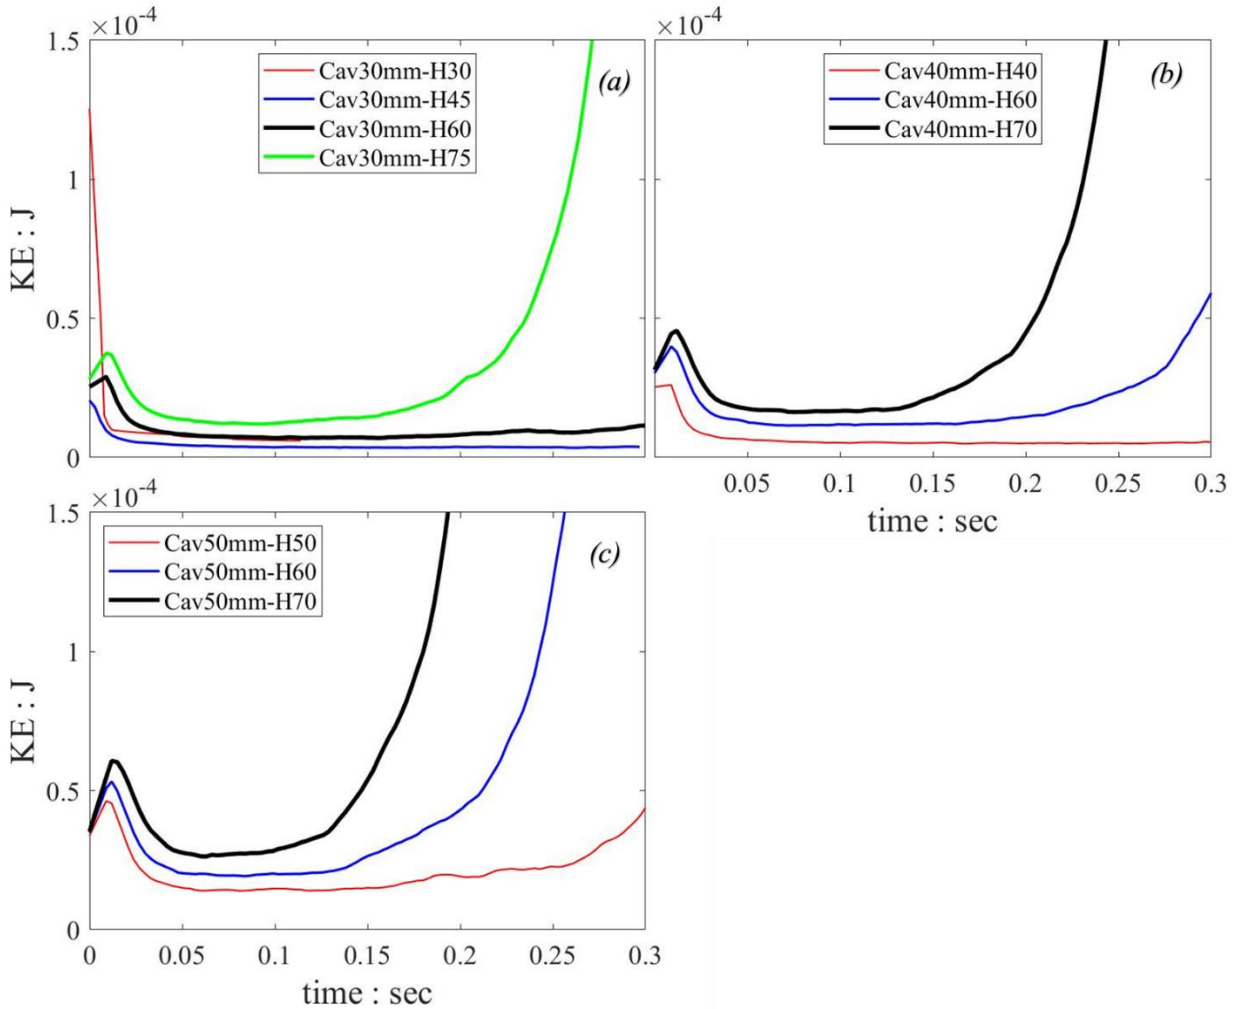 ×10⁻⁴
1.5
1
0.5
0
KE : J
Cav30mm-H30
Cav30mm-H45
Cav30mm-H60
Cav30mm-H75
(a)
×10⁻⁴
Cav40mm-H40
Cav40mm-H60
Cav40mm-H70
(b)
0.05 0.1 0.15 0.2 0.25 0.3
time : sec
×10⁻⁴
1.5
1
0.5
0
KE : J
Cav50mm-H50
Cav50mm-H60
Cav50mm-H70
(c)
0 0.05 0.1 0.15 0.2 0.25 0.3
time : sec